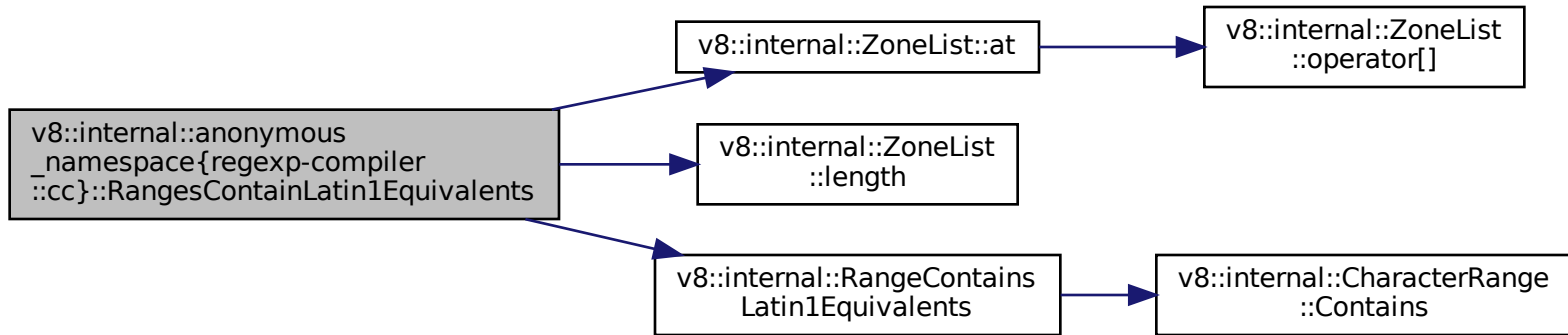 v8::internal::anonymous
_namespace{regexp-compiler
::cc}::RangesContainLatin1Equivalents
v8::internal::ZoneList::at
v8::internal::ZoneList
::operator[]
v8::internal::ZoneList
::length
v8::internal::RangeContains
Latin1Equivalents
v8::internal::CharacterRange
::Contains